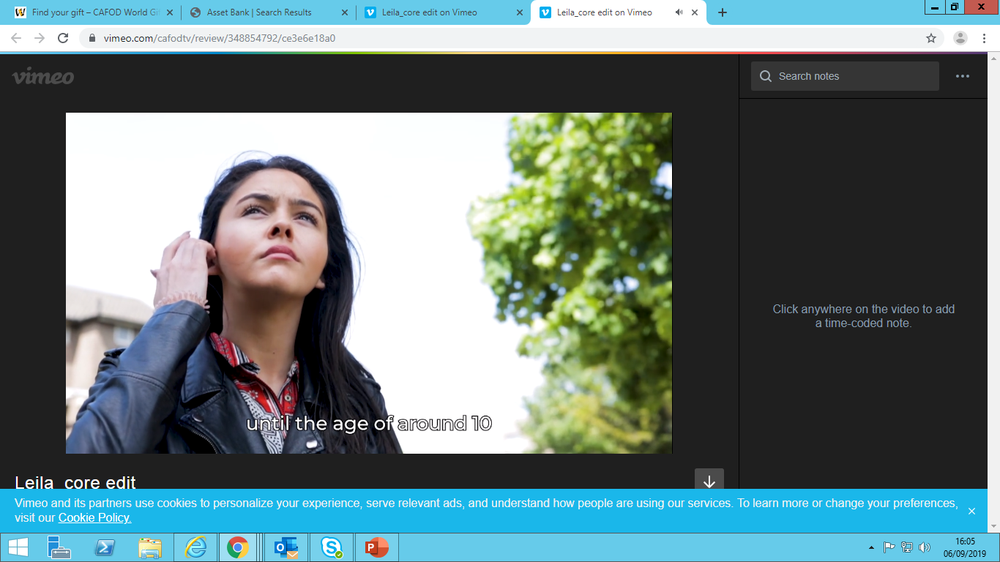 Find your gift – CAFOD World Gi
Asset Bank | Search Results
Leila_core edit on Vimeo
Leila_core edit on Vimeo
vimeo.com/cafodtv/review/348854792/ce3e6e18a0
vimeo
Search notes
Click anywhere on the video to add
a time-coded note.
until the age of around 10
Leila_core edit
Vimeo and its partners use cookies to personalize your experience, serve relevant ads, and understand how people are using our services. To learn more or change your preferences,
visit our Cookie Policy.
16:05
06/09/2019